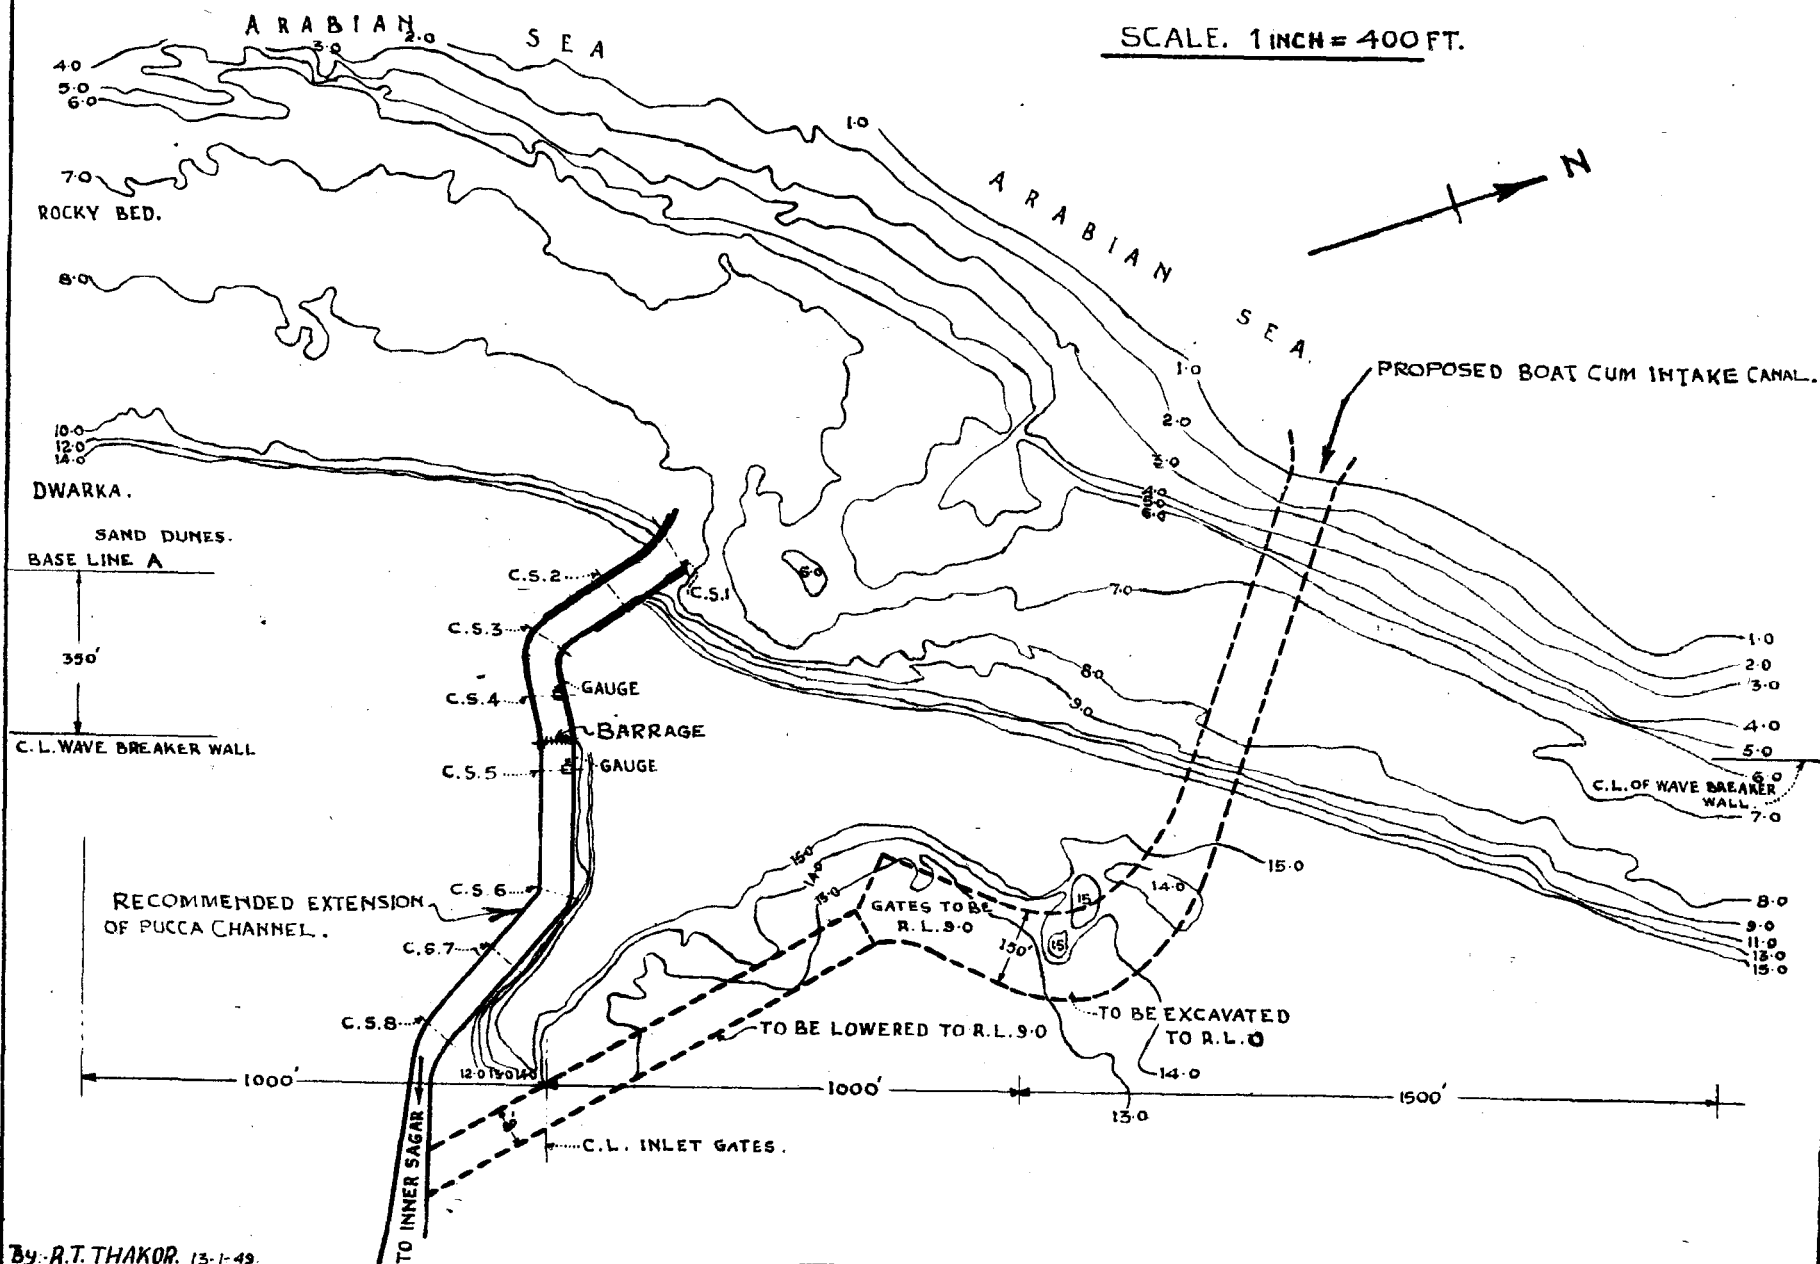 ARABIAN SEA
SCALE. 1 INCH = 400 FT.
3.0
2.0
4.0
5.0
6.0
1.0
N
7.0
ROCKY BED.
ARABIAN SEA.
8.0
1.0
PROPOSED BOAT CUM INTAKE CANAL.
2.0
10.0
12.0
14.0
3.0
4.0
5.0
6.0
DWARKA.
SAND DUNES.
BASE LINE A
C.S.2
C.S.1
6.0
7.0
C.S.3
350'
1.0
2.0
3.0
C.S.4
GAUGE
8.0
9.0
4.0
5.0
6.0
C.L. WAVE BREAKER WALL
BARRAGE
C.S.5
GAUGE
C.L. OF WAVE BREAKER
WALL.
7.0
15.0
14.0
13.0
15.0
14.0
15
C.S.6
RECOMMENDED EXTENSION
OF PUCCA CHANNEL.
GATES TO BE
R.L.9.0
150'
15
8.0
9.0
11.0
13.0
15.0
C.S.7
C.S.8
TO BE LOWERED TO R.L.9.0
TO BE EXCAVATED
TO R.L.0
12.0 13.0 14.0
14.0
13.0
1000'
1000'
1500'
C.L. INLET GATES.
TO INNER SAGAR
By:-R.T. THAKOR. 13-1-49.